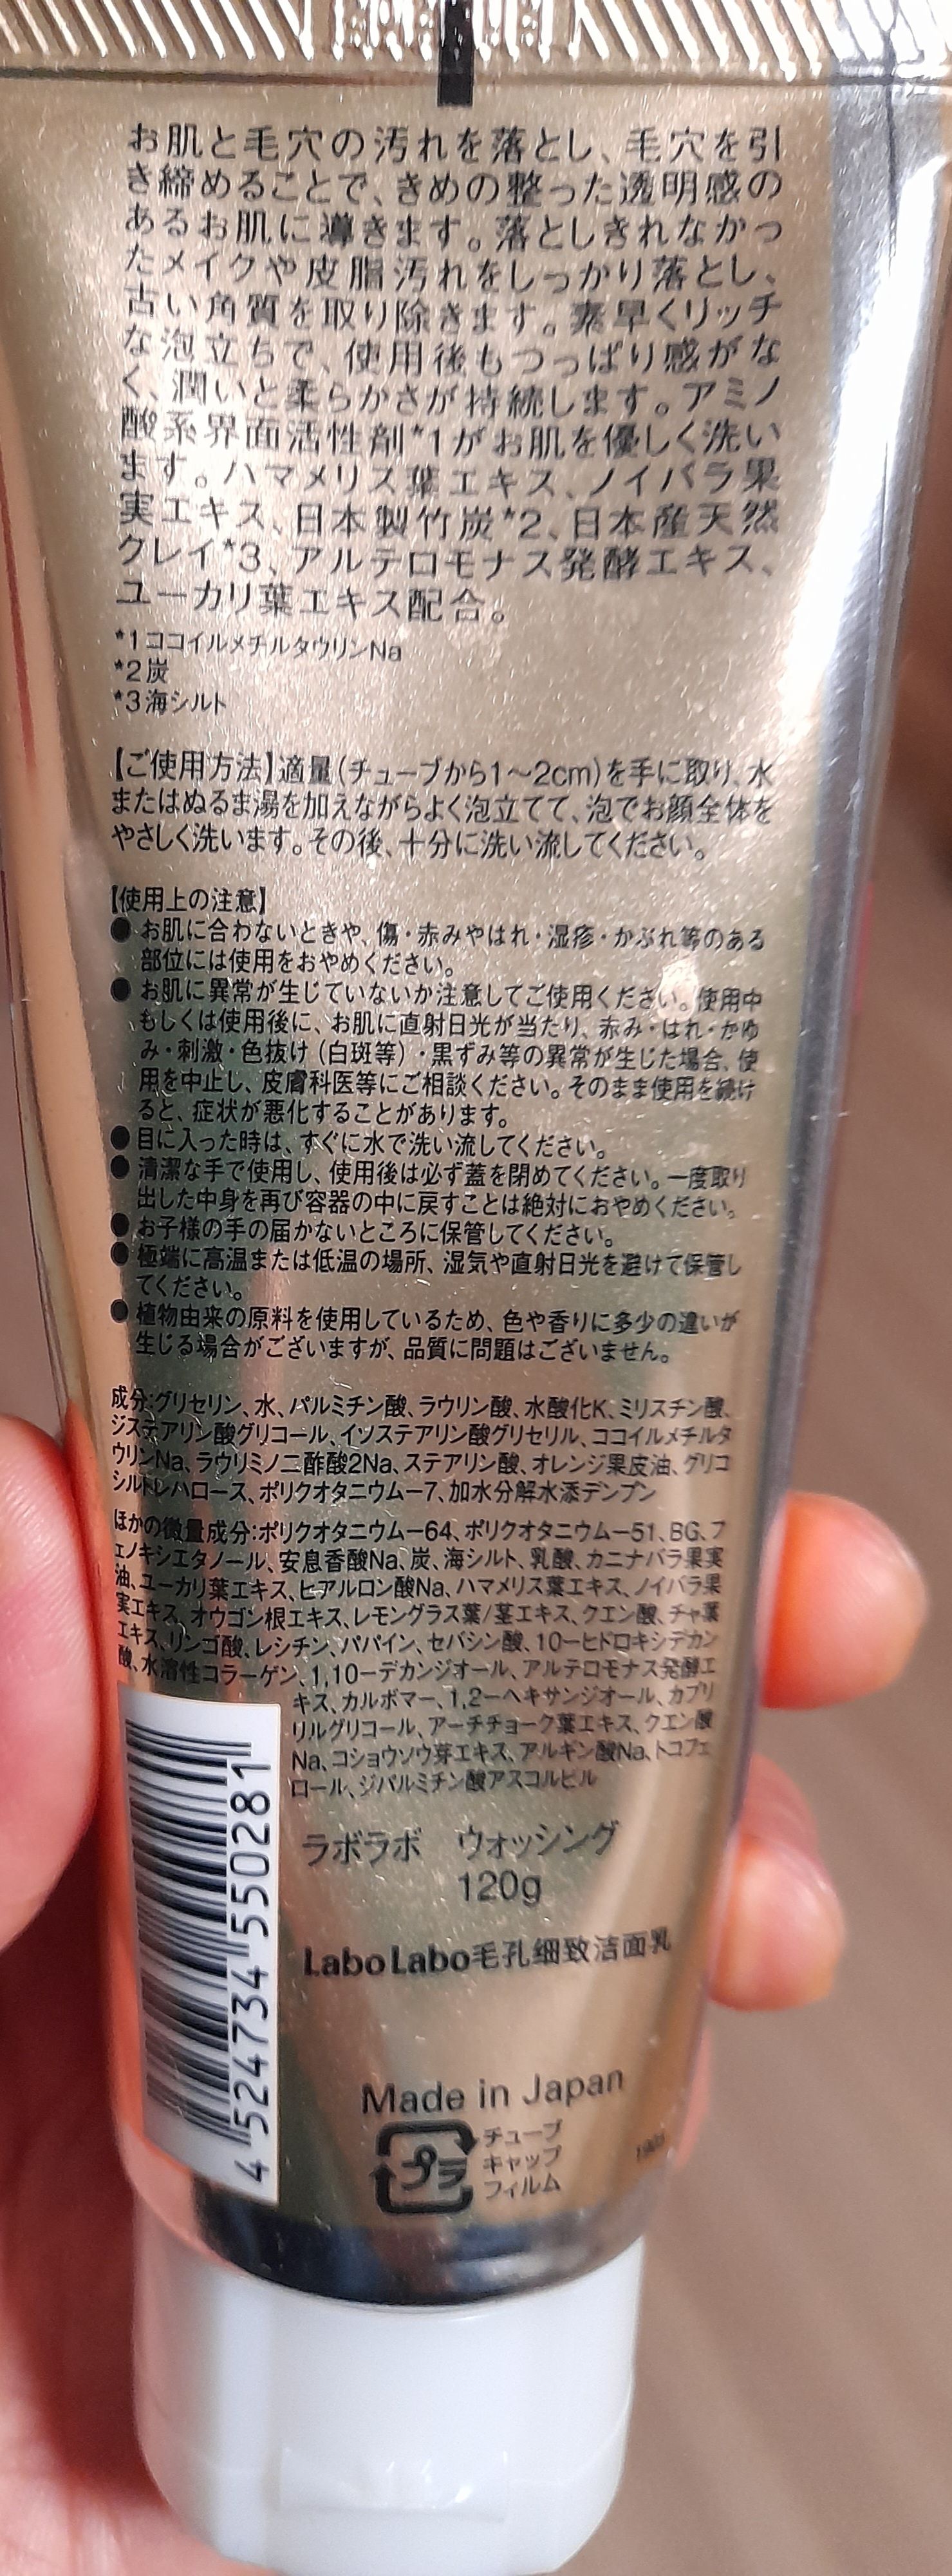 お肌と毛穴の汚れを落とし、毛穴を引
き締めることで、きめの整った透明感の
あるお肌に導きます。落としきれなかっ
たメイクや皮脂汚れをしっかり落とし、
古い角質を取り除きます。素早くリッチ
な泡立ちで、使用後もつっぱり感がな
く、潤いと柔らかさが持続します。アミノ
酸系界面活性剤*1がお肌を優しく洗い
ます。ハマメリス葉エキス、ノイバラ果
実エキス、日本製竹炭*2、日本産天然
クレイ*3、アルテロモナス発酵エキス、
ユーカリ葉エキス配合。
*1ココイルメチルタウリンNa
*2炭
*3海シルト
【ご使用方法】適量(チューブから1〜2cm)を手に取り、水
またはぬるま湯を加えながらよく泡立てて、泡でお顔全体を
やさしく洗います。その後、十分に洗い流してください。
【使用上の注意】
●お肌に合わないときや、傷・赤みやはれ・湿疹・かぶれ等のある
部位には使用をおやめください。
●お肌に異常が生じていないか注意してご使用ください。使用中
もしくは使用後に、お肌に直射日光が当たり、赤み・はれ・かゆ
み・刺激・色抜け(白斑等)・黒ずみ等の異常が生じた場合、使
用を中止し、皮膚科医等にご相談ください。そのまま使用を続け
ると、症状が悪化することがあります。
●目に入った時は、すぐに水で洗い流してください。
●清潔な手で使用し、使用後は必ず蓋を閉めてください。一度取り
出した中身を再び容器の中に戻すことは絶対におやめください。
●お子様の手の届かないところに保管してください。
●極端に高温または低温の場所、湿気や直射日光を避けて保管し
てください。
●植物由来の原料を使用しているため、色や香りに多少の違いが
生じる場合がございますが、品質に問題はございません。
成分:グリセリン、水、パルミチン酸、ラウリン酸、水酸化K、ミリスチン酸、
ジステアリン酸グリコール、イソステアリン酸グリセリル、ココイルメチルタ
ウリンNa、ラウリミノ二酢酸2Na、ステアリン酸、オレンジ果皮油、グリコ
シルトレハロース、ポリクオタニウム-7、加水分解水添デンプン
ほかの微量成分:ポリクオタニウム-64、ポリクオタニウム-51、BG、フ
ェノキシエタノール、安息香酸Na、炭、海シルト、乳酸、カニナバラ果実
油、ユーカリ葉エキス、ヒアルロン酸Na、ハマメリス葉エキス、ノイバラ果
実エキス、オウゴン根エキス、レモングラス葉/茎エキス、クエン酸、チャ葉
エキス、リンゴ酸、レシチン、パパイン、セバシン酸、10-ヒドロキシデカン
酸、水溶性コラーゲン、1,10-デカンジオール、アルテロモナス発酵エ
キス、カルボマー、1,2-ヘキサンジオール、カプリ
リルグリコール、アーチチョーク葉エキス、クエン酸
Na、コショウソウ芽エキス、アルギン酸Na、トコフェ
ロール、ジパルミチン酸アスコルビル
ラボラボ ウォッシング
120g
LaboLabo毛孔细致洁面乳
Made in Japan
プラ
チューブ
キャップ
フィルム
4 524734 550281